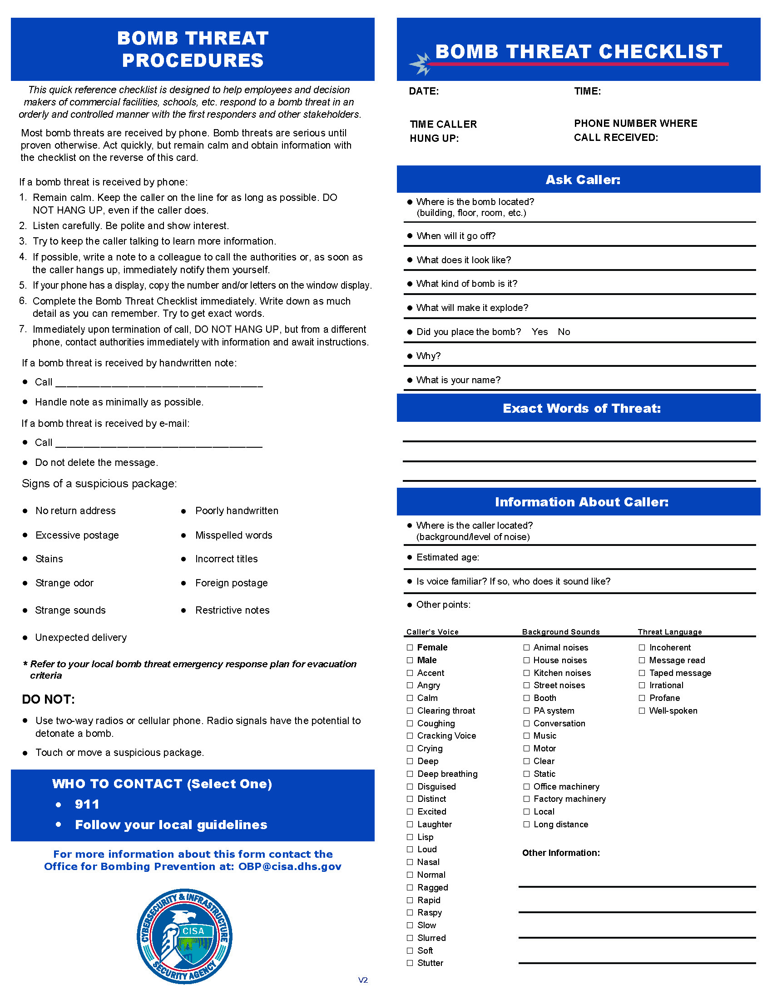 BOMB THREAT
PROCEDURES
This quick reference checklist is designed to help employees and decision
makers of commercial facilities, schools, etc. respond to a bomb threat in an
orderly and controlled manner with the first responders and other stakeholders.
Most bomb threats are received by phone. Bomb threats are serious until
proven otherwise. Act quickly, but remain calm and obtain information with
the checklist on the reverse of this card.
If a bomb threat is received by phone:
1. Remain calm. Keep the caller on the line for as long as possible. DO
NOT HANG UP, even if the caller does.
2. Listen carefully. Be polite and show interest.
3. Try to keep the caller talking to learn more information.
4. If possible, write a note to a colleague to call the authorities or, as soon as
the caller hangs up, immediately notify them yourself.
5. If your phone has a display, copy the number and/or letters on the window display.
6. Complete the Bomb Threat Checklist immediately. Write down as much
detail as you can remember. Try to get exact words.
7. Immediately upon termination of call, DO NOT HANG UP, but from a different
phone, contact authorities immediately with information and await instructions.
If a bomb threat is received by handwritten note:
● Call ______________________________________
● Handle note as minimally as possible.
If a bomb threat is received by e-mail:
● Call ______________________________________
● Do not delete the message.
Signs of a suspicious package:
● No return address
● Excessive postage
● Stains
● Strange odor
● Strange sounds
● Unexpected delivery
● Poorly handwritten
● Misspelled words
● Incorrect titles
● Foreign postage
● Restrictive notes
* Refer to your local bomb threat emergency response plan for evacuation
criteria
DO NOT:
● Use two-way radios or cellular phone. Radio signals have the potential to
detonate a bomb.
● Touch or move a suspicious package.
WHO TO CONTACT (Select One)
● 911
● Follow your local guidelines
For more information about this form contact the
Office for Bombing Prevention at: OBP@cisa.dhs.gov
CYBERSECURITY & INFRASTRUCTURE
CISA
SECURITY AGENCY
V2
BOMB THREAT CHECKLIST
DATE:
TIME:
TIME CALLER
HUNG UP:
PHONE NUMBER WHERE
CALL RECEIVED:
Ask Caller:
● Where is the bomb located?
(building, floor, room, etc.)
● When will it go off?
● What does it look like?
● What kind of bomb is it?
● What will make it explode?
● Did you place the bomb? Yes No
● Why?
● What is your name?
Exact Words of Threat:
Information About Caller:
● Where is the caller located?
(background/level of noise)
● Estimated age:
● Is voice familiar? If so, who does it sound like?
● Other points:
Caller's Voice
☐ Female
☐ Male
☐ Accent
☐ Angry
☐ Calm
☐ Clearing throat
☐ Coughing
☐ Cracking Voice
☐ Crying
☐ Deep
☐ Deep breathing
☐ Disguised
☐ Distinct
☐ Excited
☐ Laughter
☐ Lisp
☐ Loud
☐ Nasal
☐ Normal
☐ Ragged
☐ Rapid
☐ Raspy
☐ Slow
☐ Slurred
☐ Soft
☐ Stutter
Background Sounds
☐ Animal noises
☐ House noises
☐ Kitchen noises
☐ Street noises
☐ Booth
☐ PA system
☐ Conversation
☐ Music
☐ Motor
☐ Clear
☐ Static
☐ Office machinery
☐ Factory machinery
☐ Local
☐ Long distance
Threat Language
☐ Incoherent
☐ Message read
☐ Taped message
☐ Irrational
☐ Profane
☐ Well-spoken
Other Information: